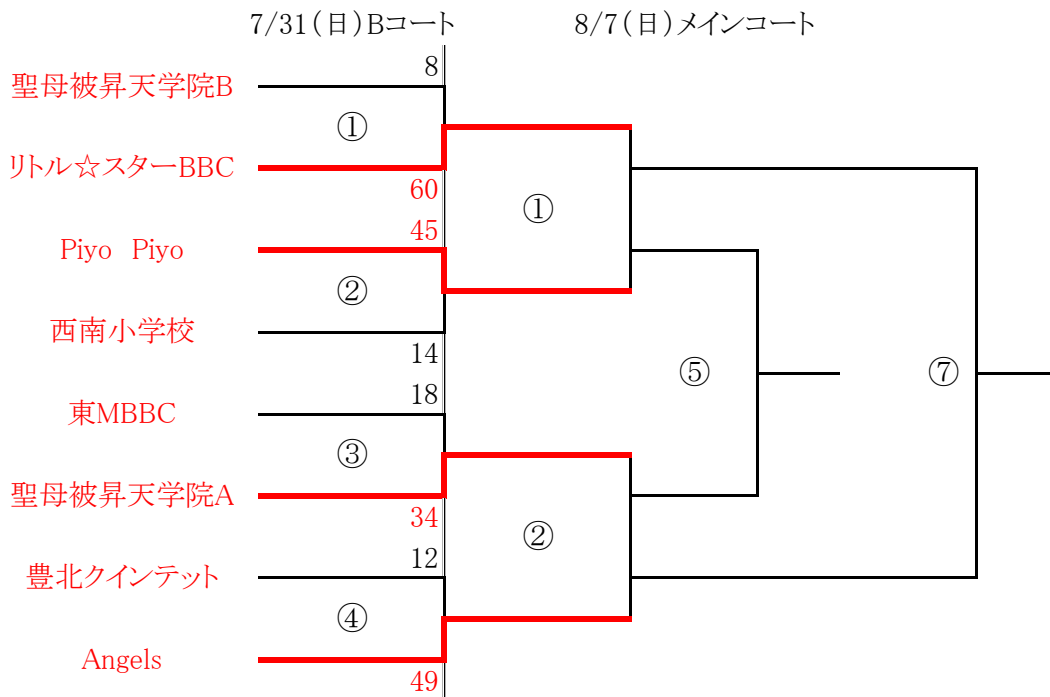 7/31(日)Bコート 8/7(日)メインコート
8
聖母被昇天学院B
①
リトル☆スターBBC
60
①
45
Piyo Piyo
②
西南小学校
14
⑤ ⑦
18
東MBBC
③
聖母被昇天学院A
34
②
12
豊北クインテット
④
Angels
49